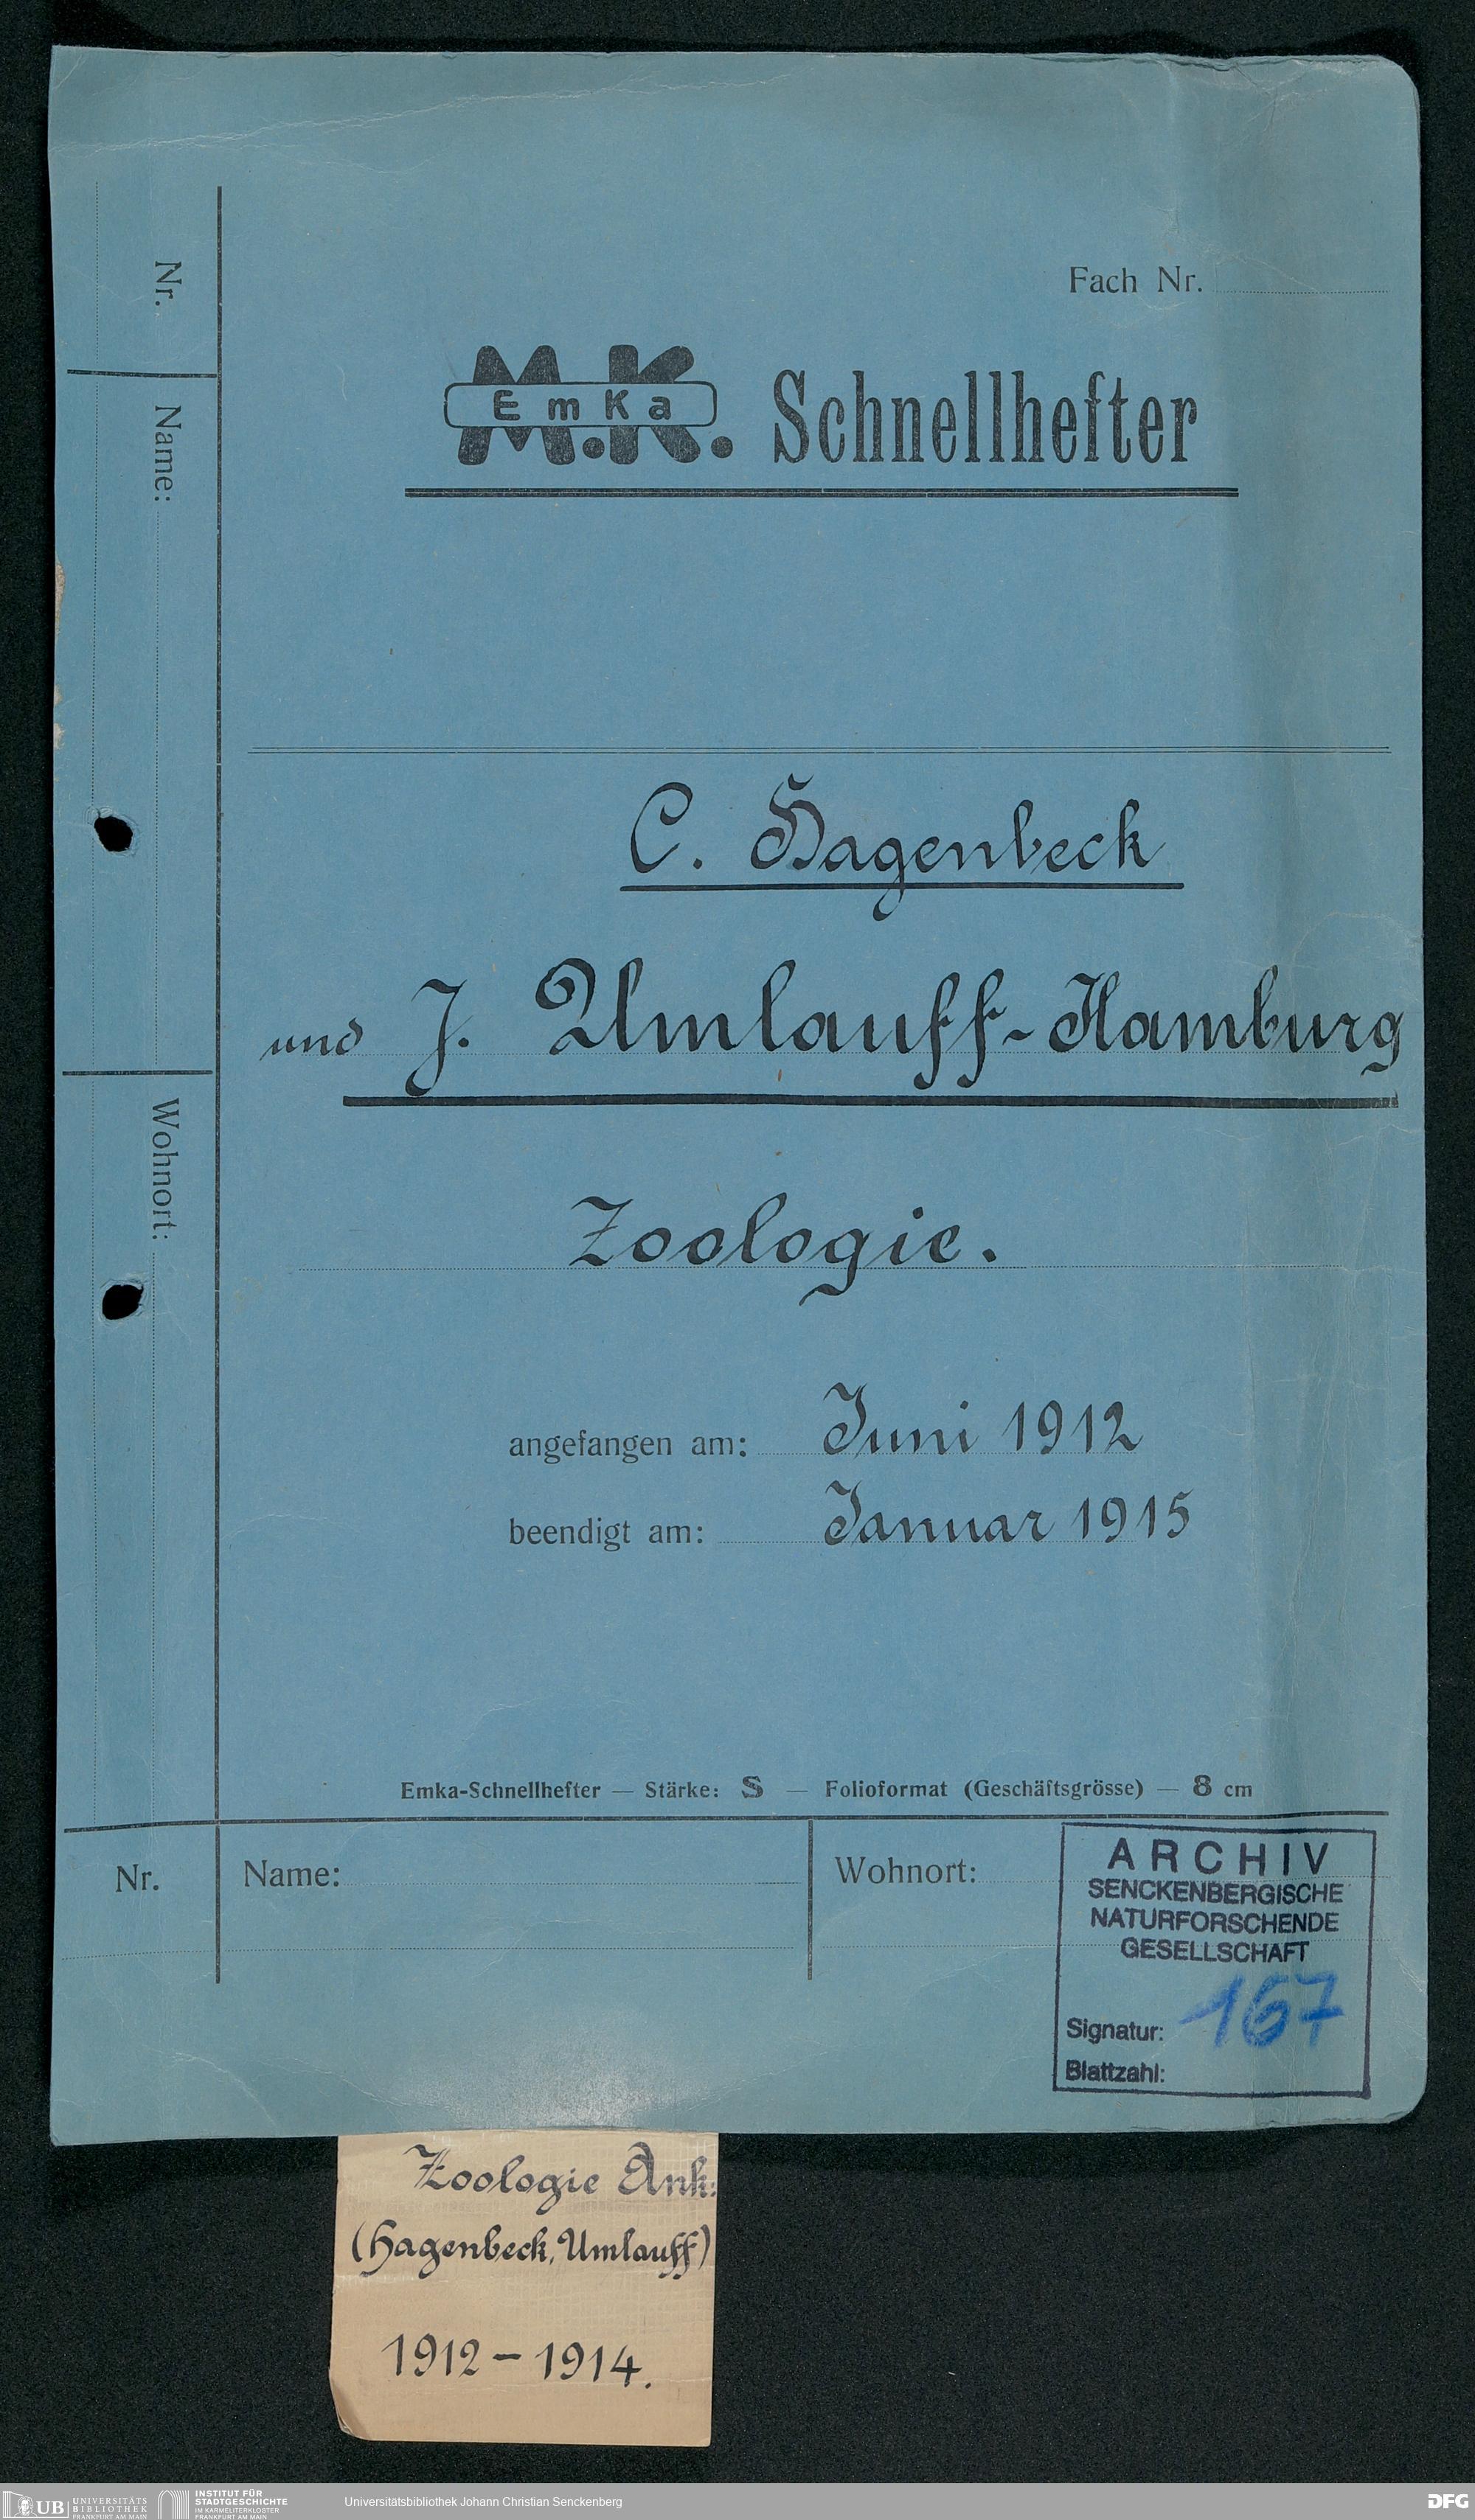 Fach Nr.
M.K.
EmKa
Schnellhefter
Nr.
Name:
Wohnort:
C. Hagenbeck
und J. Umlauff-Hamburg
Zoologie.
angefangen am: Juni 1912
beendigt am: Januar 1915
Emka-Schnellhefter — Stärke: S — Folioformat (Geschäftsgrösse) — 8 cm
Nr.
Name:
Wohnort:
ARCHIV
SENCKENBERGISCHE
NATURFORSCHENDE
GESELLSCHAFT
Signatur: 167
Blattzahl:
Zoologie Ank:
(Hagenbeck, Umlauff)
1912 – 1914.
UB
UNIVERSITÄTS
BIBLIOTHEK
FRANKFURT AM MAIN
INSTITUT FÜR
STADTGESCHICHTE
IM KARMELITERKLOSTER
FRANKFURT AM MAIN
Universitätsbibliothek Johann Christian Senckenberg
DFG